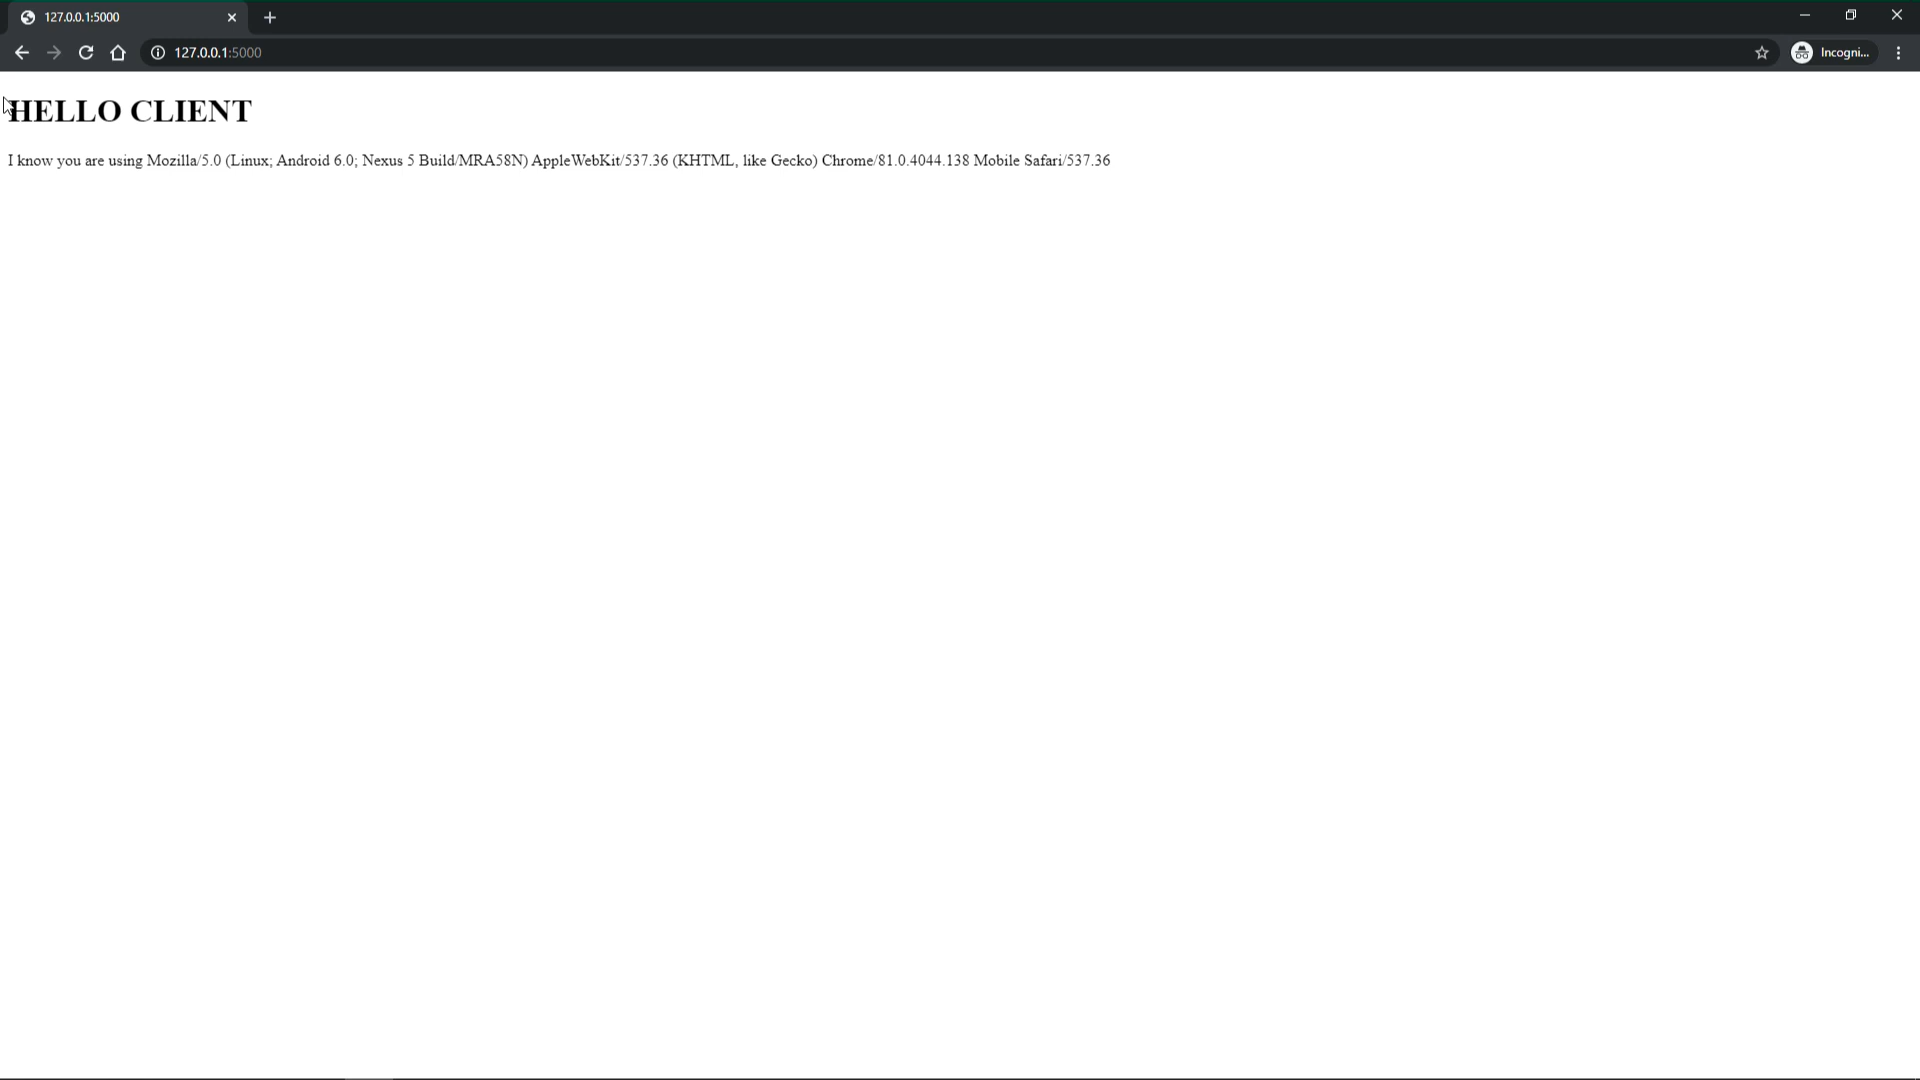 127.0.0.1:5000
127.0.0.1:5000
Incogni...
HELLO CLIENT
I know you are using Mozilla/5.0 (Linux; Android 6.0; Nexus 5 Build/MRA58N) AppleWebKit/537.36 (KHTML, like Gecko) Chrome/81.0.4044.138 Mobile Safari/537.36